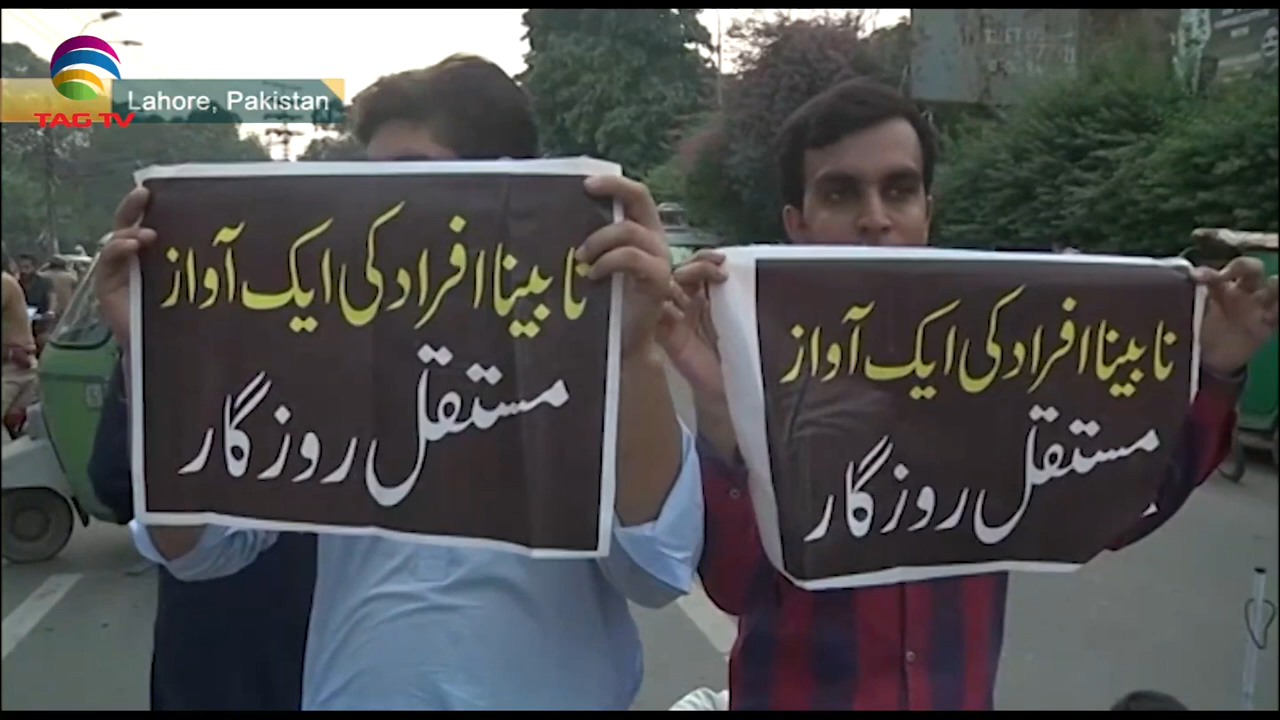 Lahore, Pakistan
TAG TV
نابینا افراد کی ایک آواز
مستقل روزگار
نابینا افراد کی ایک آواز
مستقل روزگار